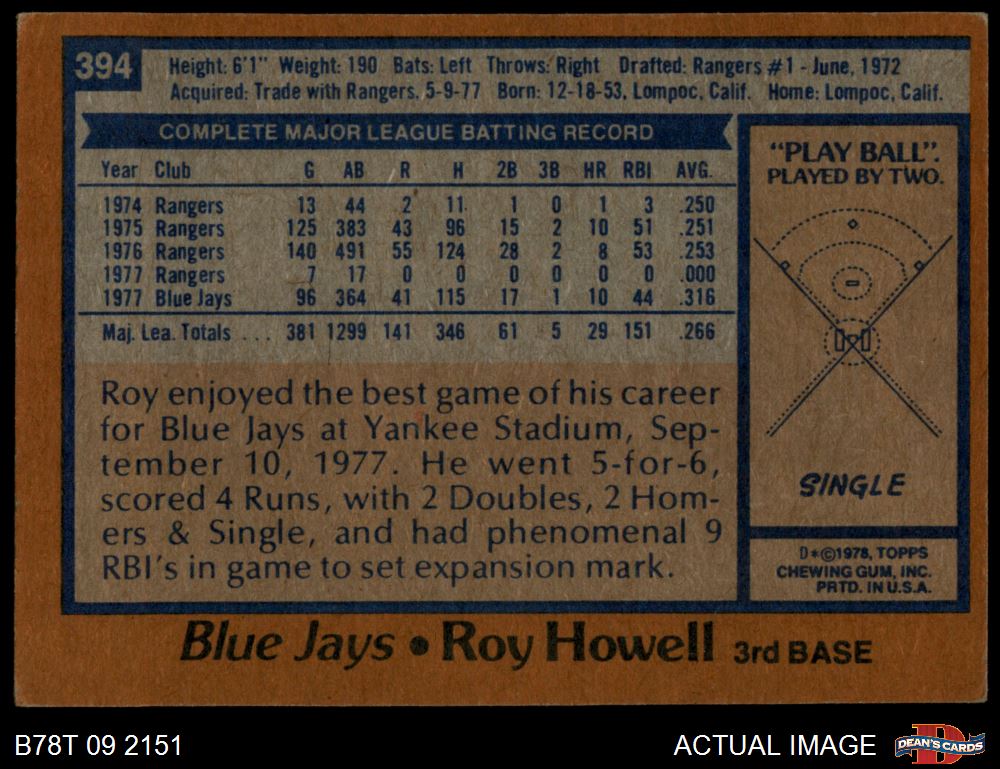 394
Height: 6'1" Weight: 190 Bats: Left Throws: Right Drafted: Rangers #1 - June, 1972
Acquired: Trade with Rangers, 5-9-77 Born: 12-18-53, Lompoc, Calif. Home: Lompoc, Calif.
COMPLETE MAJOR LEAGUE BATTING RECORD
Year Club G AB R H 2B 3B HR RBI AVG.
1974 Rangers 13 44 2 11 1 0 1 3 .250
1975 Rangers 125 383 43 96 15 2 10 51 .251
1976 Rangers 140 491 55 124 28 2 8 53 .253
1977 Rangers 7 17 0 0 0 0 0 0 .000
1977 Blue Jays 96 364 41 115 17 1 10 44 .316
Maj. Lea. Totals . . . 381 1299 141 346 61 5 29 151 .266
Roy enjoyed the best game of his career
for Blue Jays at Yankee Stadium, Sep-
tember 10, 1977. He went 5-for-6,
scored 4 Runs, with 2 Doubles, 2 Hom-
ers & Single, and had phenomenal 9
RBI's in game to set expansion mark.
"PLAY BALL".
PLAYED BY TWO.
SINGLE
D*©1978, TOPPS
CHEWING GUM, INC.
PRTD. IN U.S.A.
Blue Jays • Roy Howell 3rd BASE
B78T 09 2151
ACTUAL IMAGE
D
DEAN'S CARDS